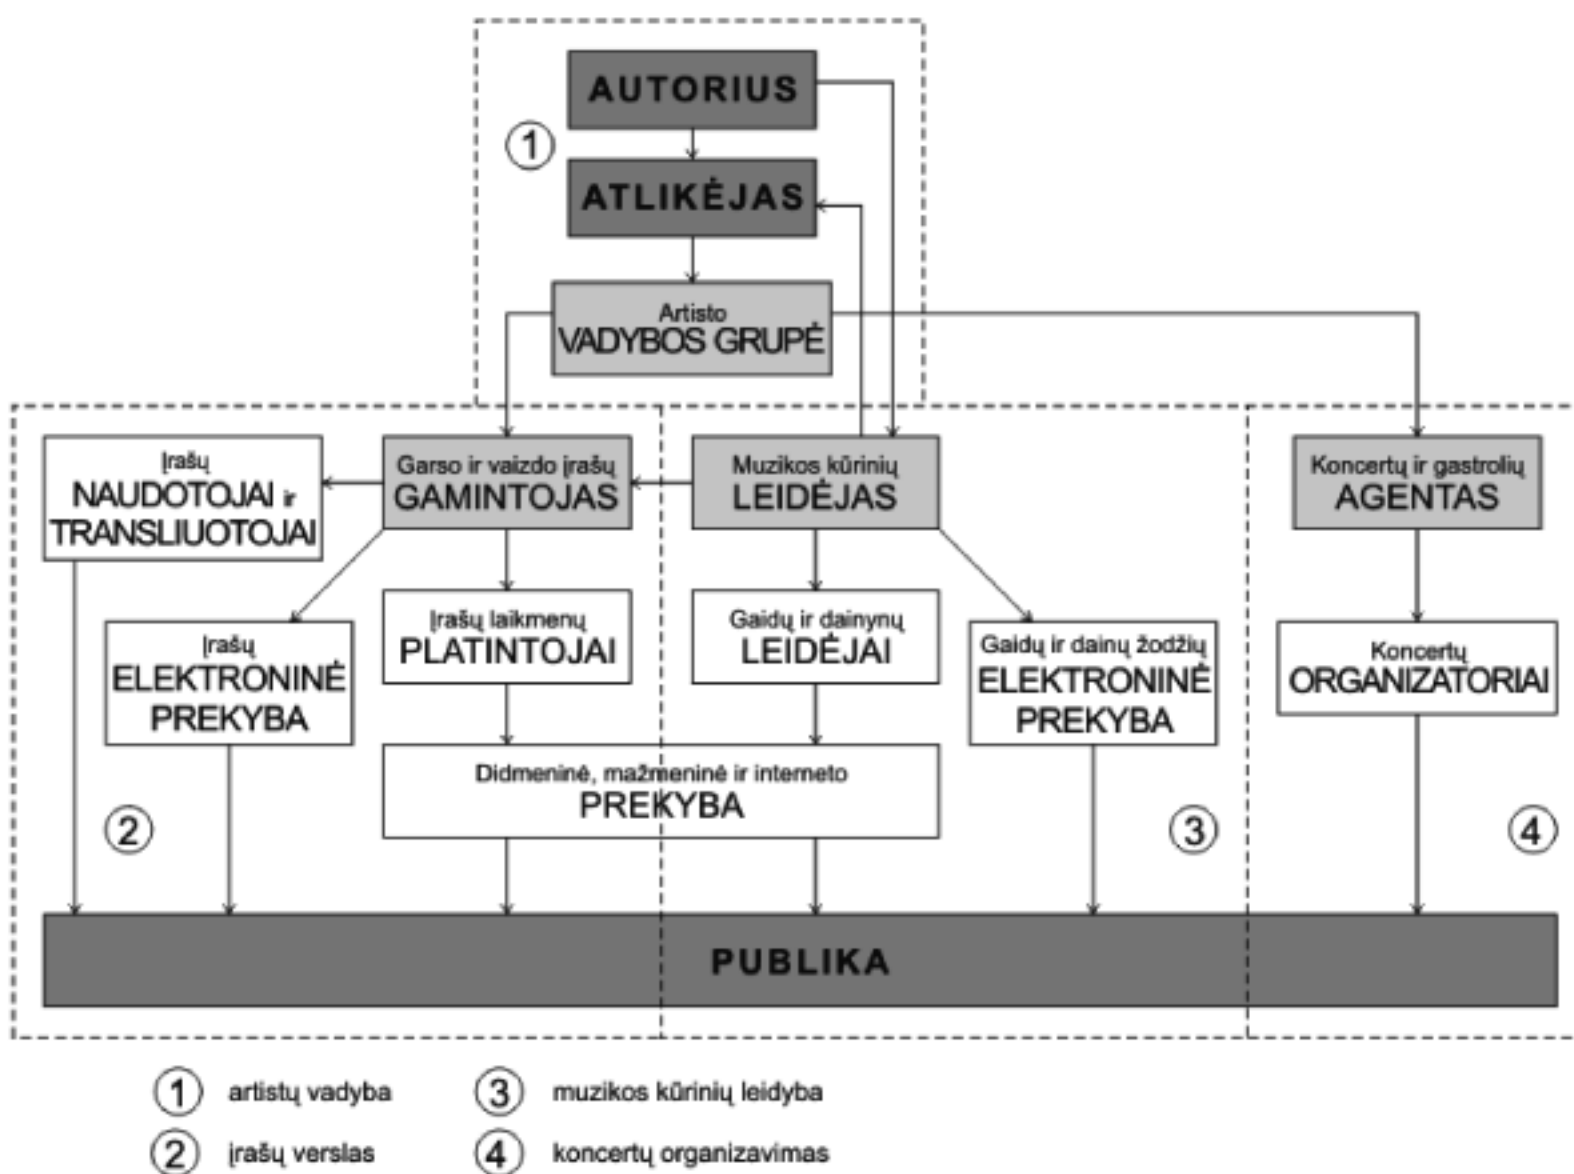 AUTORIUS
1
ATLIKĖJAS
Artisto
VADYBOS GRUPĖ
Įrašų
NAUDOTOJAI ir
TRANSLIUOTOJAI
Garso ir vaizdo įrašų
GAMINTOJAS
Muzikos kūrinių
LEIDĖJAS
Koncertų ir gastrolių
AGENTAS
Įrašų
ELEKTRONINĖ
PREKYBA
Įrašų laikmenų
PLATINTOJAI
Gaidų ir dainynų
LEIDĖJAI
Gaidų ir dainų žodžių
ELEKTRONINĖ
PREKYBA
Koncertų
ORGANIZATORIAI
Didmeninė, mažmeninė ir interneto
PREKYBA
2
3
4
PUBLIKA
1 artistų vadyba
3 muzikos kūrinių leidyba
2 įrašų verslas
4 koncertų organizavimas